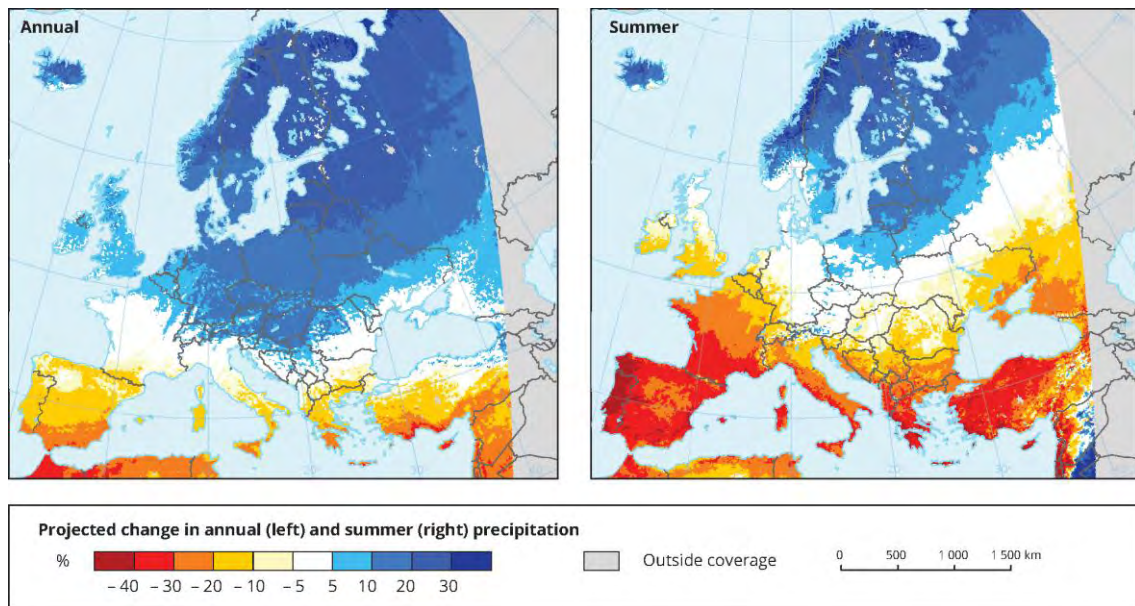 Annual
Summer
Projected change in annual (left) and summer (right) precipitation
%
– 40 – 30 – 20 – 10 – 5 5 10 20 30
Outside coverage
0 500 1 000 1 500 km